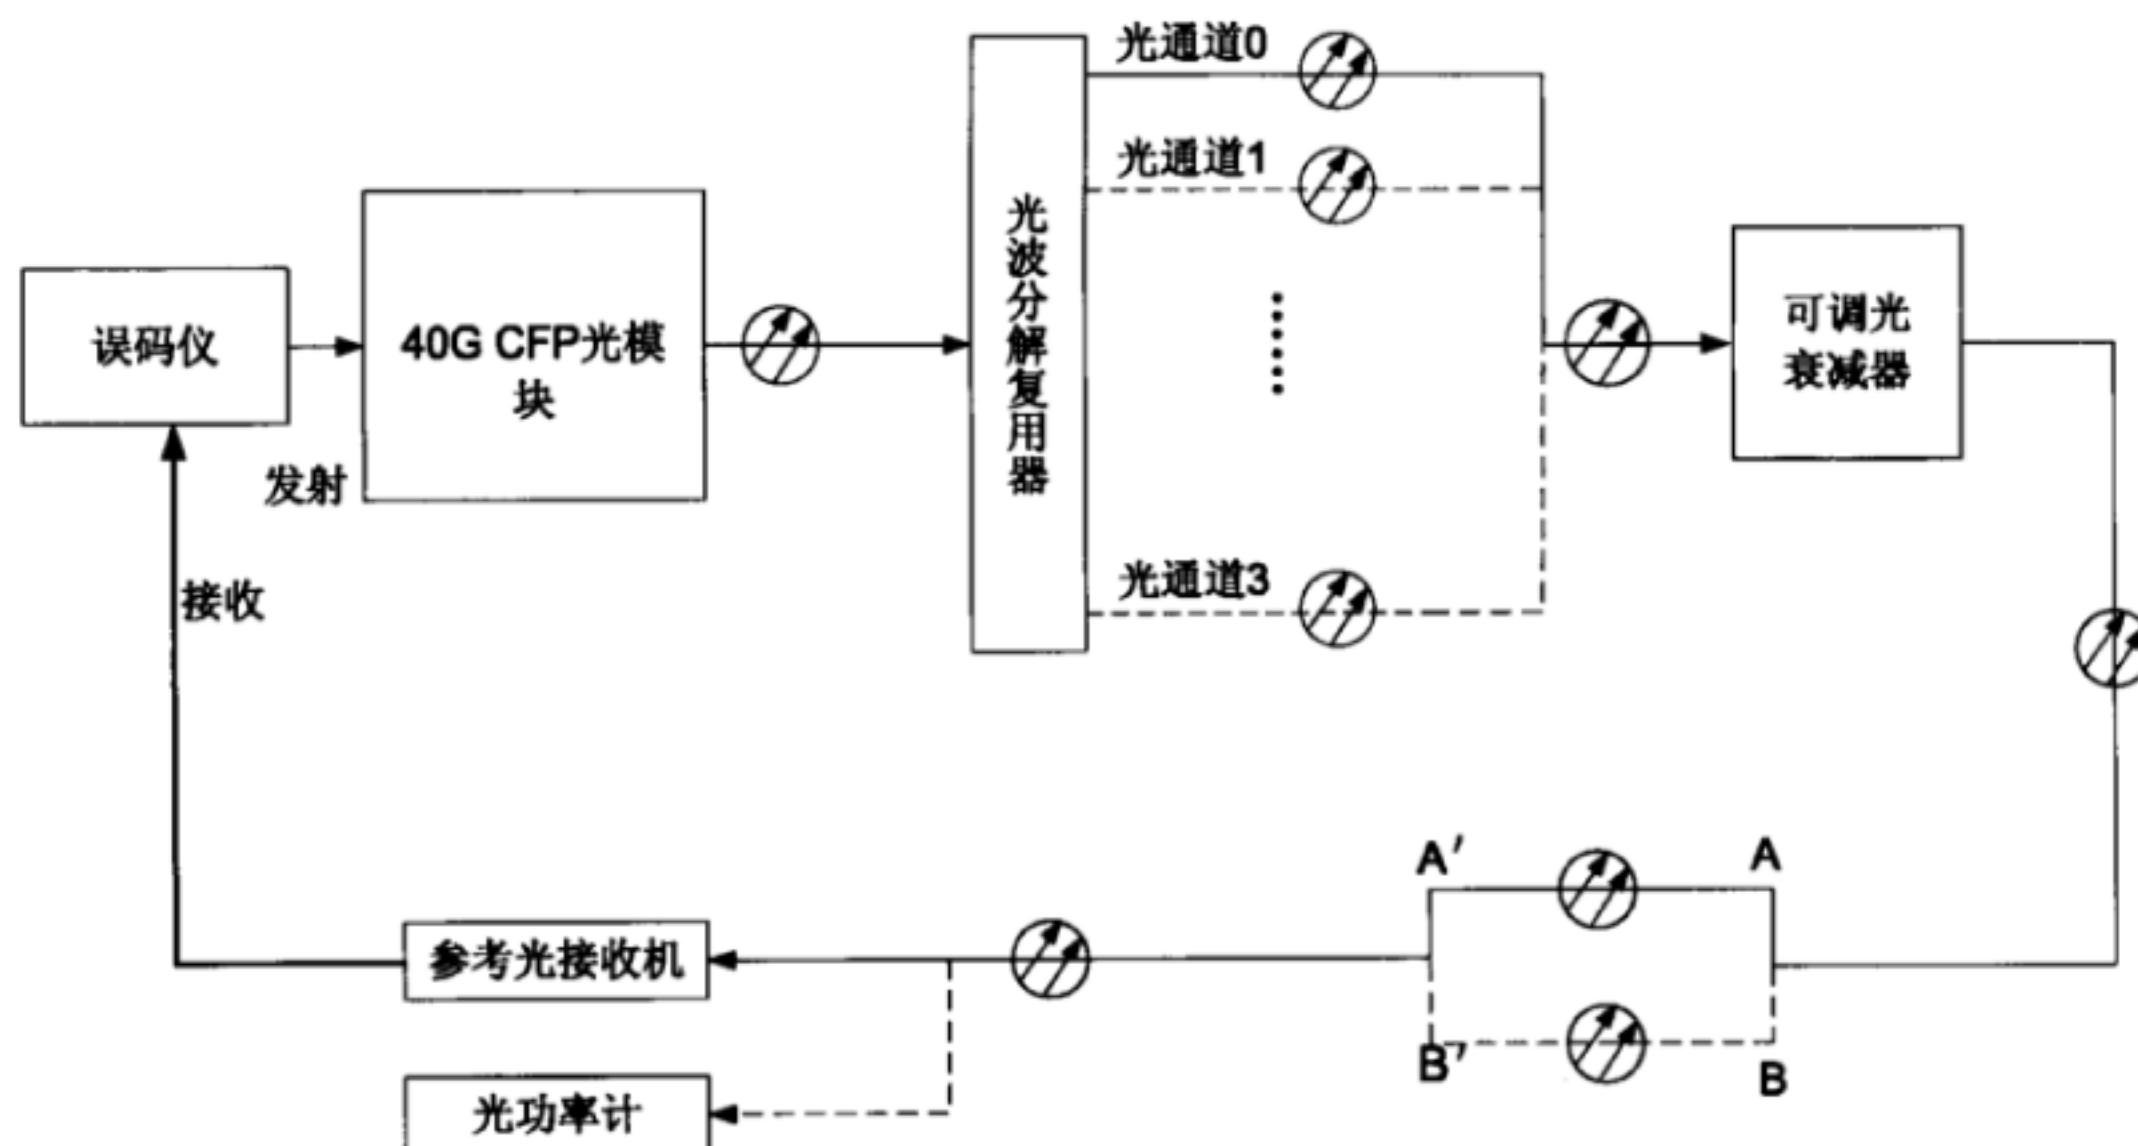 光通道0
光通道1
光波分解复用器
误码仪
40G CFP光模
块
可调光
衰减器
发射
光通道3
接收
A′
A
参考光接收机
B′
B
光功率计